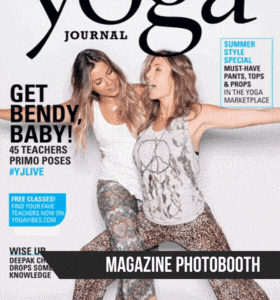 yoga
JOURNAL
SUMMER
STYLE
SPECIAL
MUST-HAVE
PANTS, TOPS
& PROPS
IN THE YOGA
MARKETPLACE
GET
BENDY,
BABY!
45 TEACHERS
PRIMO POSES
#YJLIVE
FREE CLASSES!
FIND YOUR FAVE
TEACHERS NOW ON
YOGAVIBES.COM
WISE UP
DEEPAK CH
DROPS SOME
KNOWLEDGE
MAGAZINE PHOTOBOOTH